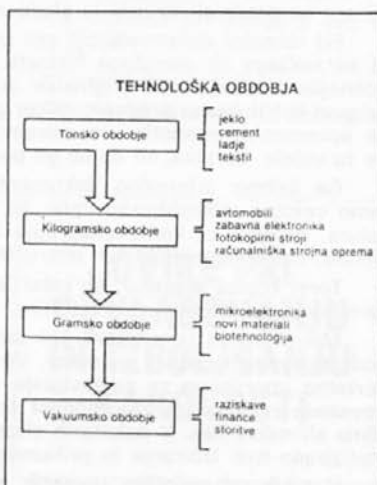 TEHNOLOŠKA OBDOBJA
Tonsko obdobje
jeklo
cement
ladje
tekstil
Kilogramsko obdobje
avtomobili
zabavna elektronika
fotokopirni stroji
računalniška strojna oprema
Gramsko obdobje
mikroelektronika
novi materiali
biotehnologija
Vakuumsko obdobje
raziskave
finance
storitve